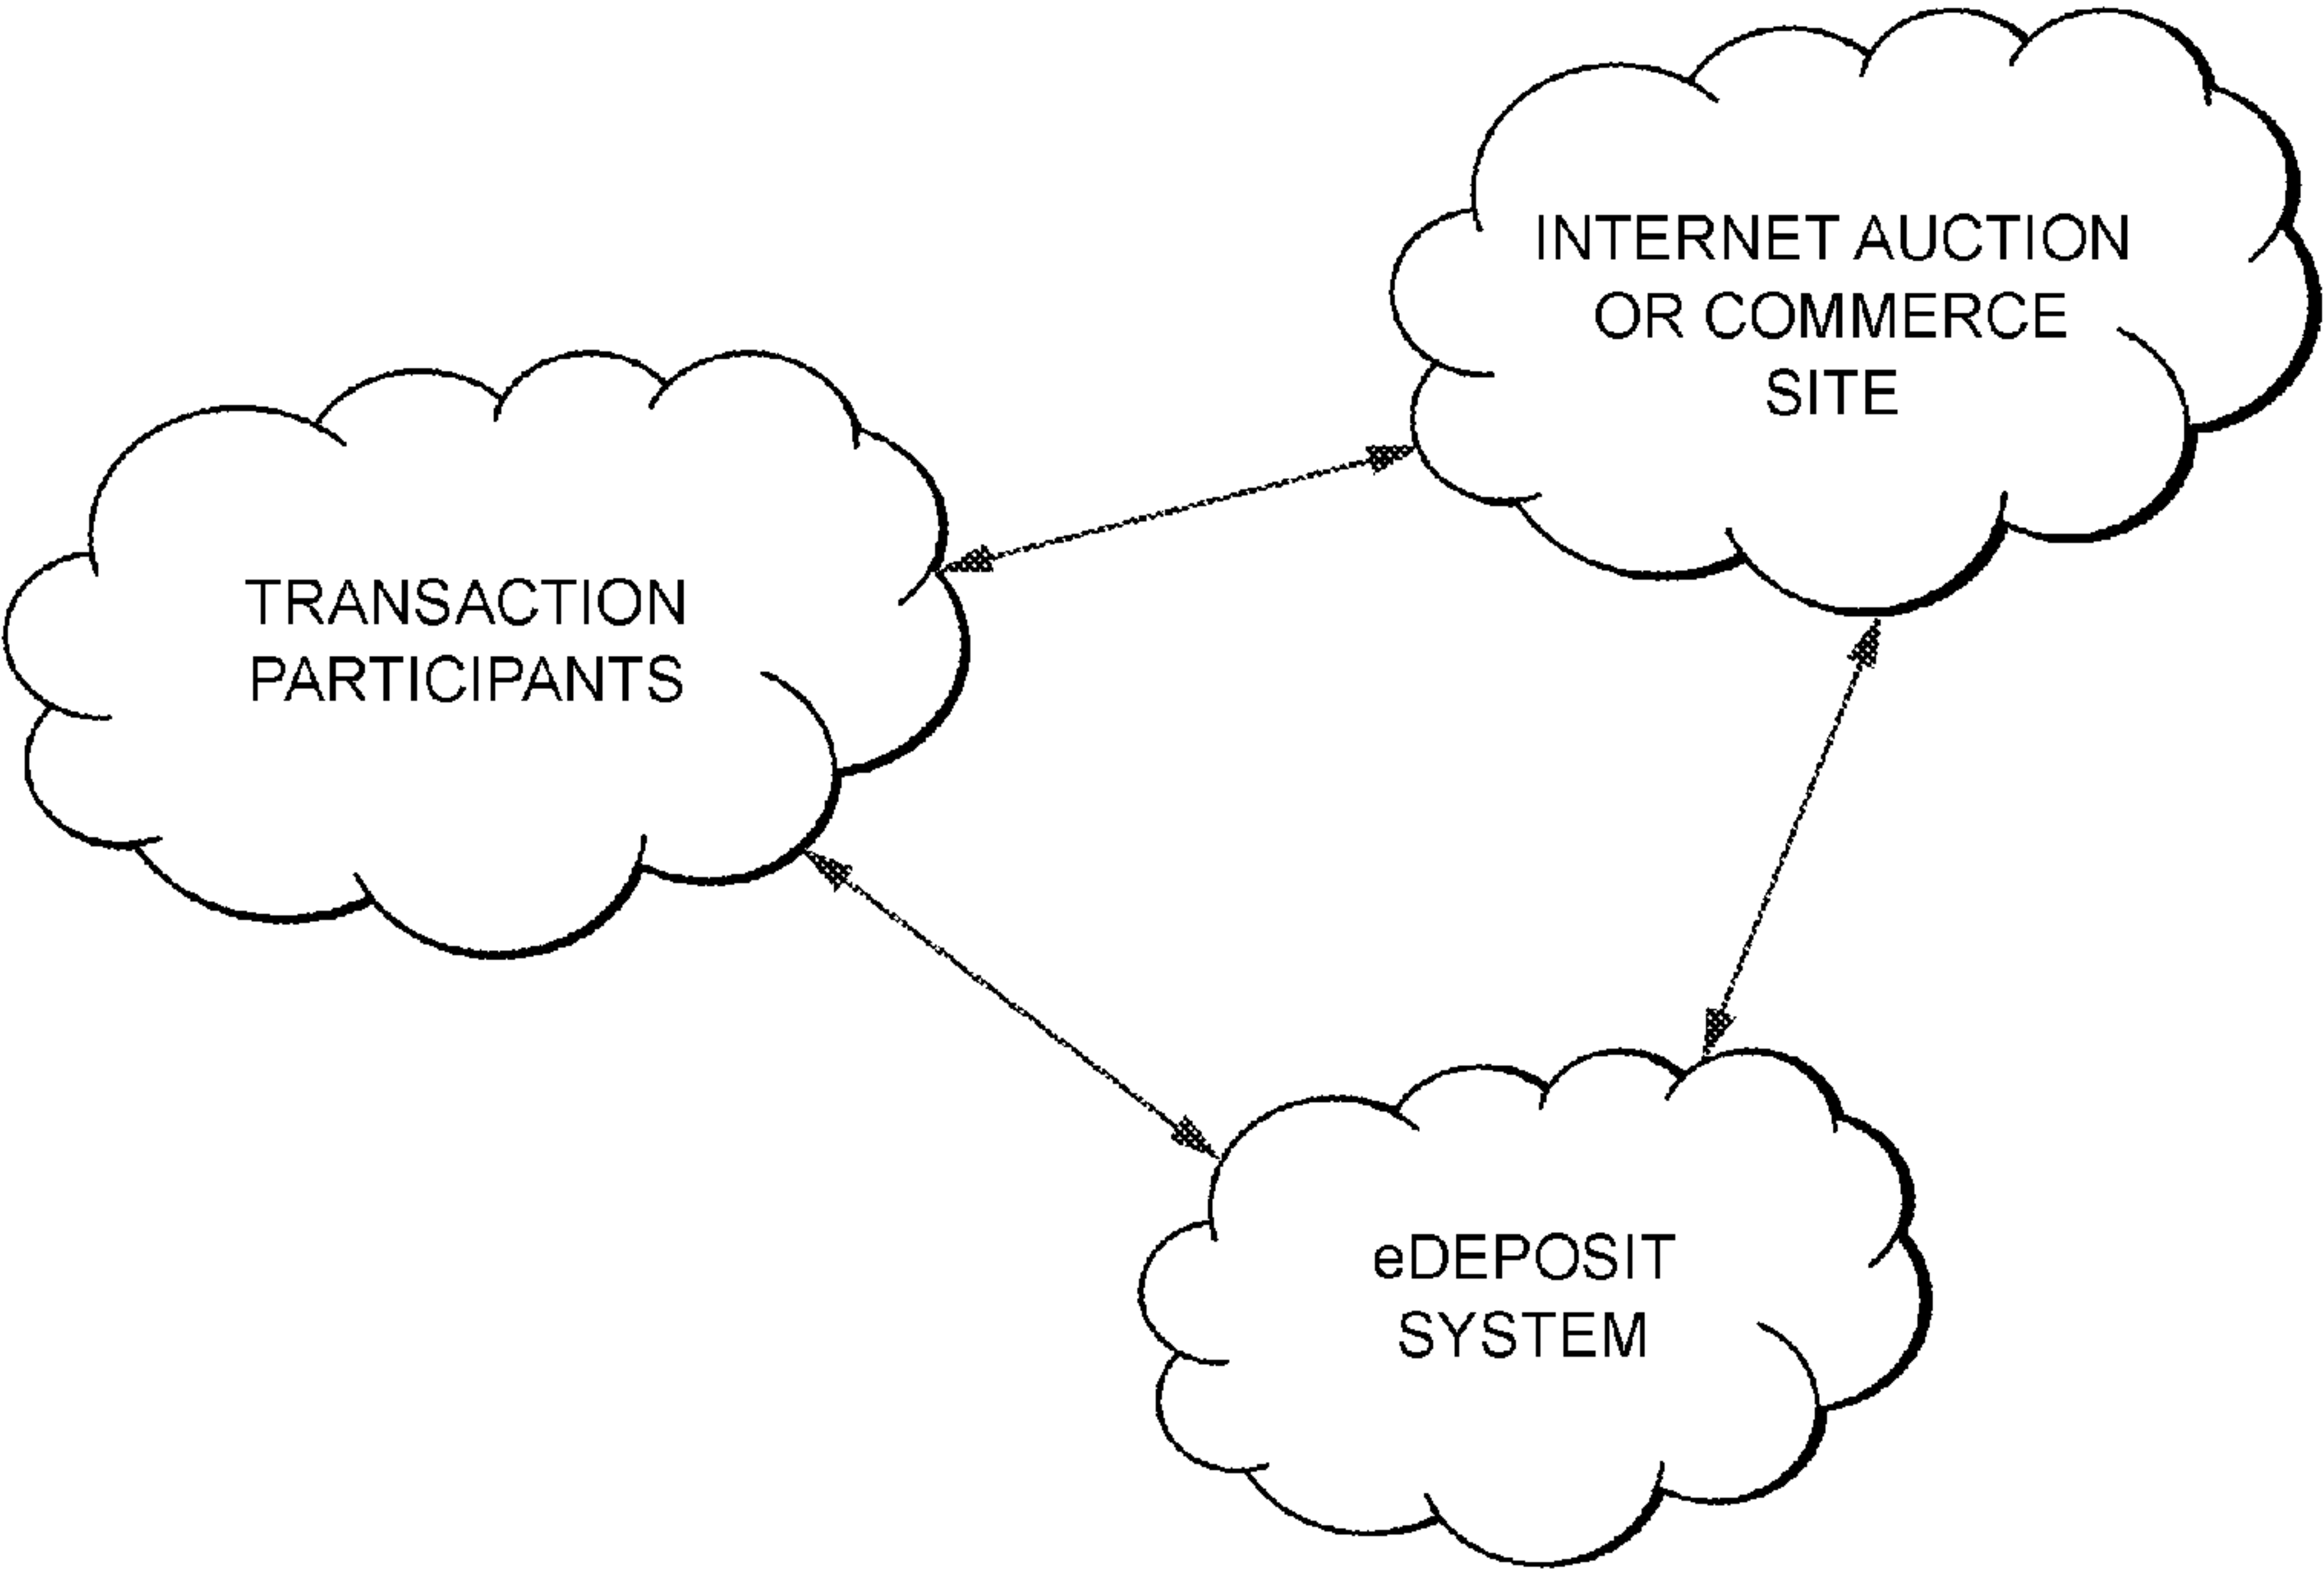 INTERNET AUCTION
OR COMMERCE
SITE
TRANSACTION
PARTICIPANTS
eDEPOSIT
SYSTEM